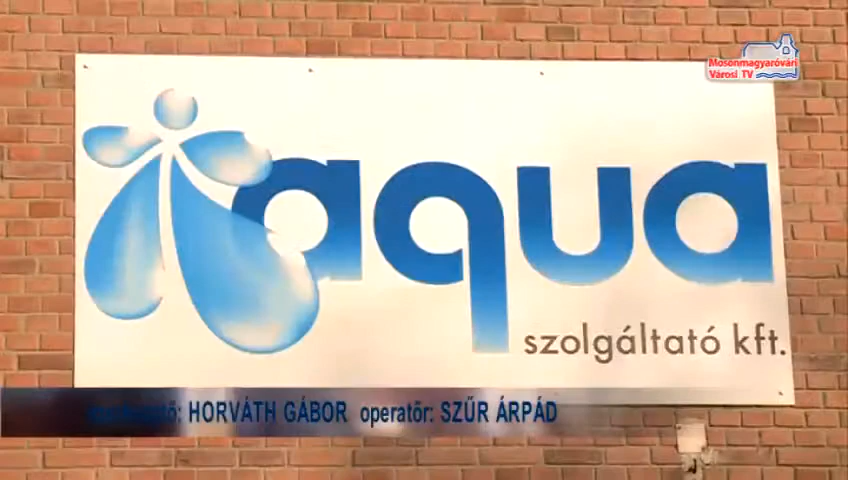 Mosonmagyaróvári
Városi TV
aqua
szolgáltató kft.
HORVÁTH GÁBOR operatőr: SZŰR ÁRPÁD